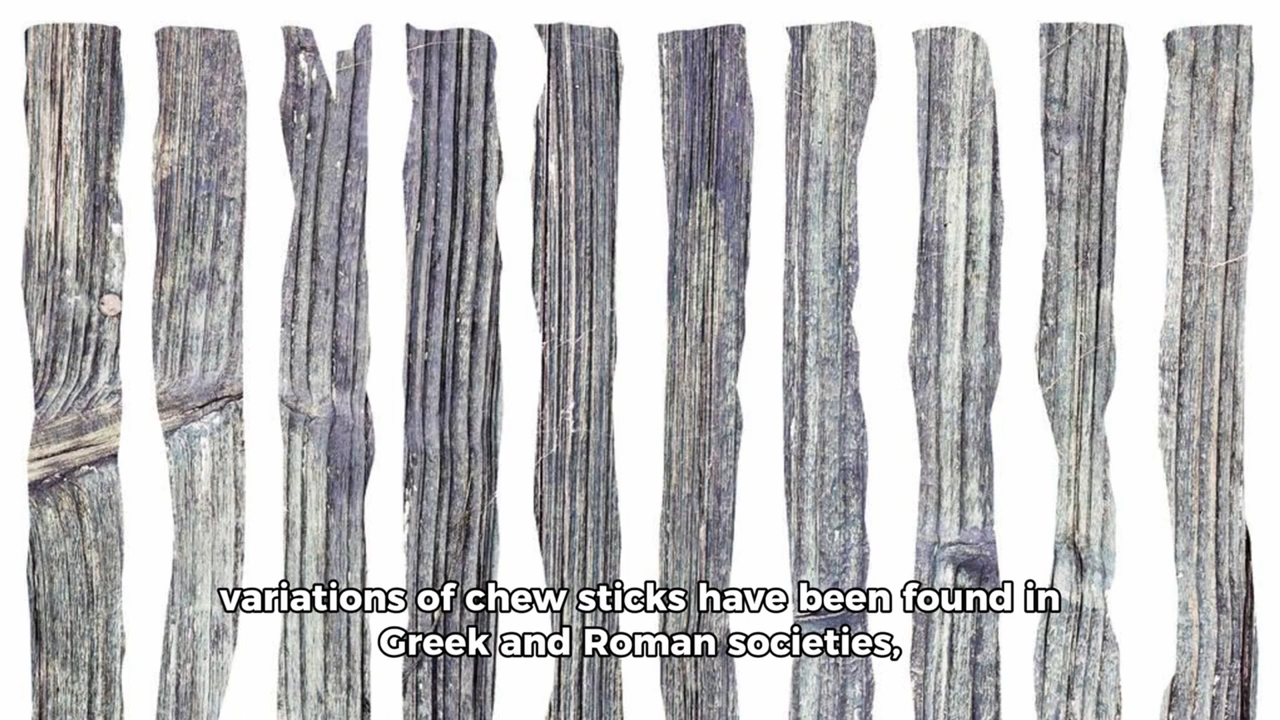 variations of chew sticks have been found in
Greek and Roman societies,